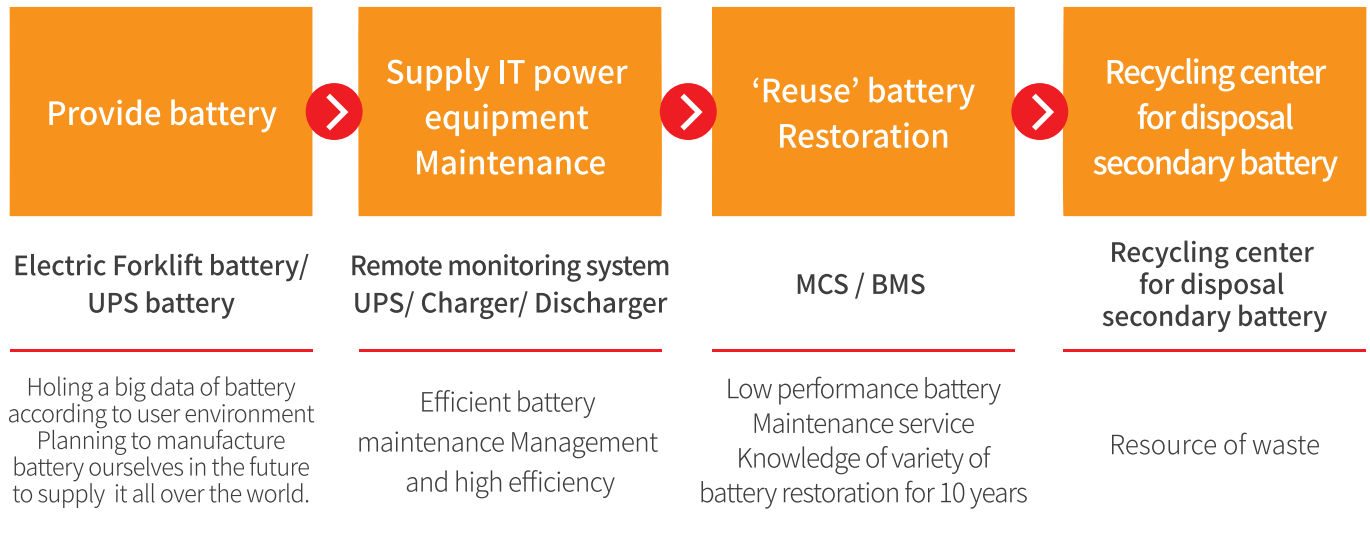 Provide battery
Supply IT power
equipment
Maintenance
‘Reuse’ battery
Restoration
Recycling center
for disposal
secondary battery
Electric Forklift battery/
UPS battery
Remote monitoring system
UPS/ Charger/ Discharger
MCS / BMS
Recycling center
for disposal
secondary battery
Holing a big data of battery
according to user environment
Planning to manufacture
battery ourselves in the future
to supply it all over the world.
Efficient battery
maintenance Management
and high efficiency
Low performance battery
Maintenance service
Knowledge of variety of
battery restoration for 10 years
Resource of waste